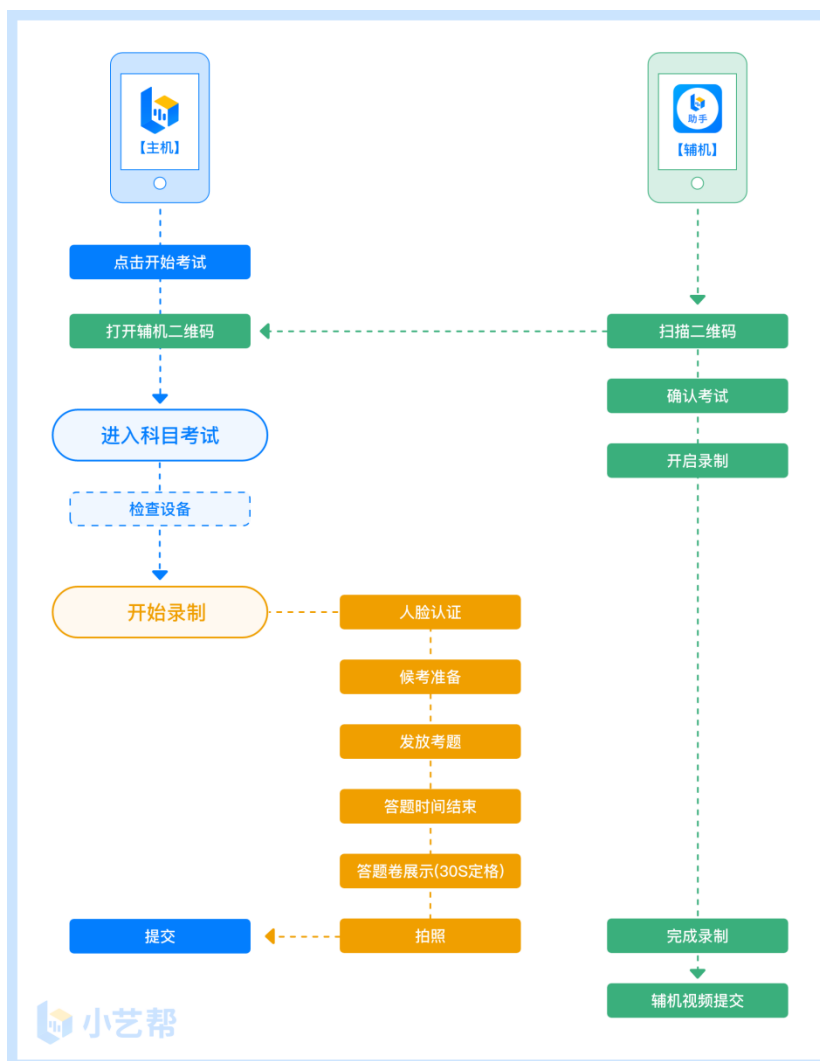 【主机】
助手
【辅机】
点击开始考试
打开辅机二维码
扫描二维码
确认考试
进入科目考试
开启录制
检查设备
开始录制
人脸认证
候考准备
发放考题
答题时间结束
答题卷展示(30S定格)
提交
拍照
完成录制
辅机视频提交
小艺帮